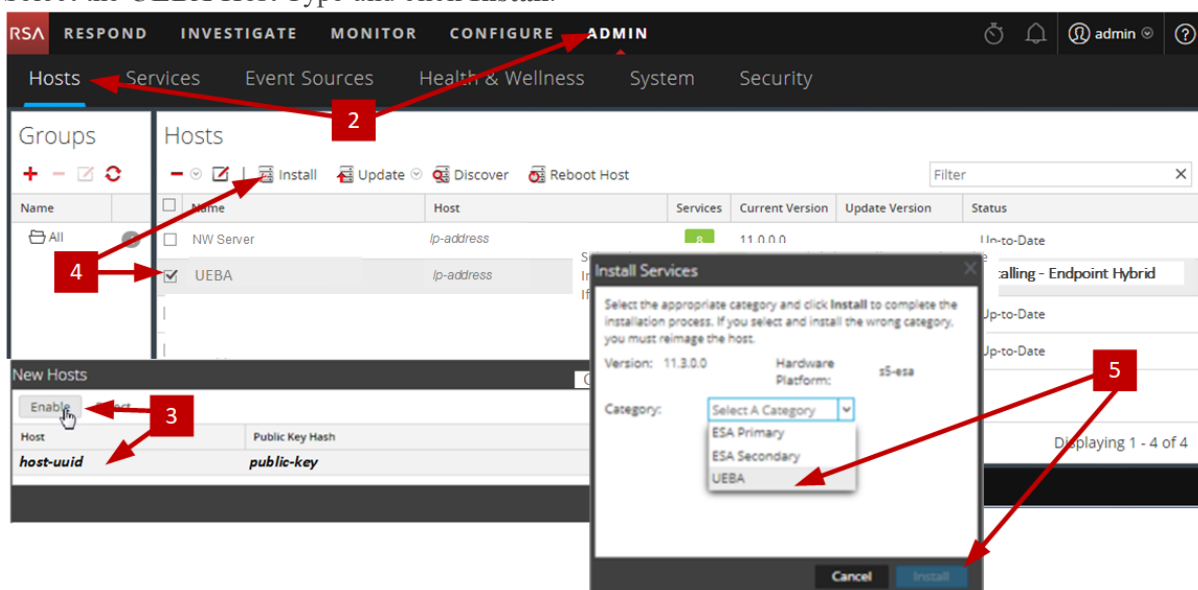 RSA RESPOND INVESTIGATE MONITOR CONFIGURE ADMIN admin
Hosts Services Event Sources Health & Wellness System Security
2
Groups
Hosts
Install Update Discover Reboot Host
Filter
Name
Name Host Services Current Version Update Version Status
All
NW Server Ip-address 8 11.0.0.0 Up-to-Date
4
UEBA Ip-address talling - Endpoint Hybrid
Up-to-Date
Up-to-Date
Displaying 1 - 4 of 4
New Hosts
Enable
3
Host Public Key Hash
host-uuid public-key
Install Services
Select the appropriate category and click Install to complete the
installation process. If you select and install the wrong category,
you must reimage the host.
Version: 11.3.0.0 Hardware
Platform: s5-esa
5
Category: Select A Category
ESA Primary
ESA Secondary
UEBA
Cancel Install